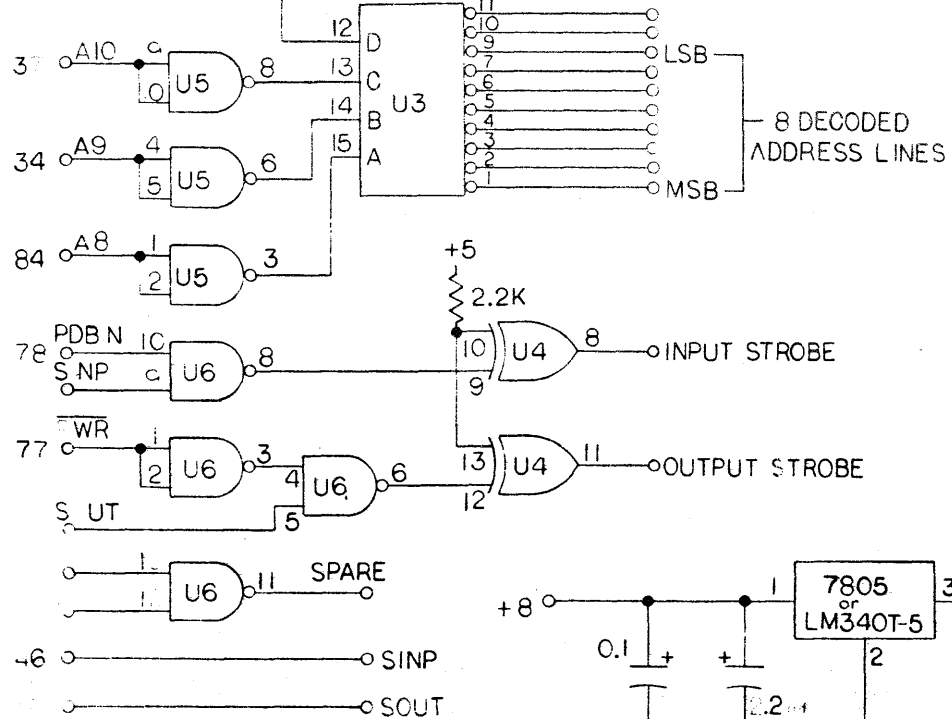 12 D
11
10
9 LSB
37 A10
8
13 C
7
U5
U3
6
14 B
5
8 DECODED
34 A9 4
15 A
4
ADDRESS LINES
5 U5 6
3
2
1 MSB
84 A8 1
+5
2 U5 3
2.2K
PDBN 10
10 U4 8 INPUT STROBE
78
U6 8
9
WR 1
77
2 U6 3
4 U6 6
13 U4 11 OUTPUT STROBE
12
5
U6 11 SPARE
+8
1 7805 3
or
LM340T-5
0.1 + +
2
SINP
SOUT